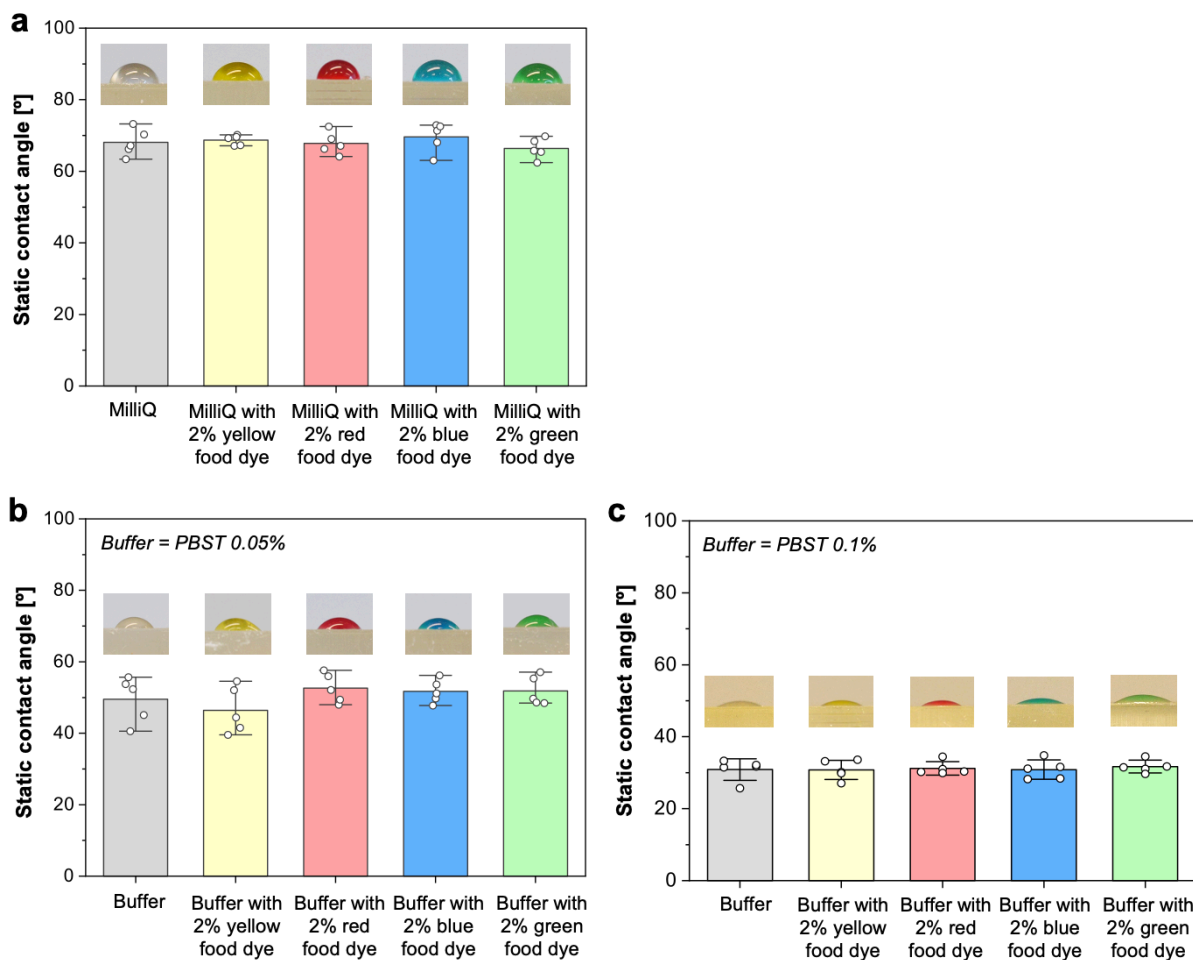 a
Static contact angle [º]
100
80
60
40
20
0
MilliQ
MilliQ with
2% yellow
food dye
MilliQ with
2% red
food dye
MilliQ with
2% blue
food dye
MilliQ with
2% green
food dye
b
Buffer = PBST 0.05%
Static contact angle [º]
100
80
60
40
20
0
Buffer
Buffer with
2% yellow
food dye
Buffer with
2% red
food dye
Buffer with
2% blue
food dye
Buffer with
2% green
food dye
c
Buffer = PBST 0.1%
Static contact angle [º]
100
80
60
40
20
0
Buffer
Buffer with
2% yellow
food dye
Buffer with
2% red
food dye
Buffer with
2% blue
food dye
Buffer with
2% green
food dye